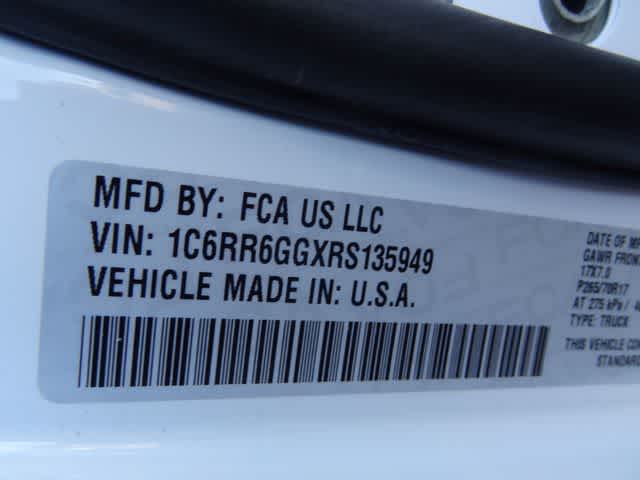 MFD BY: FCA US LLC
VIN: 1C6RR6GGXRS135949
VEHICLE MADE IN: U.S.A.
DATE OF
GAWR FRONT
17X7.0
P265/70R17
AT 275 kPa /
TYPE: TRUCK
THIS VEHICLE